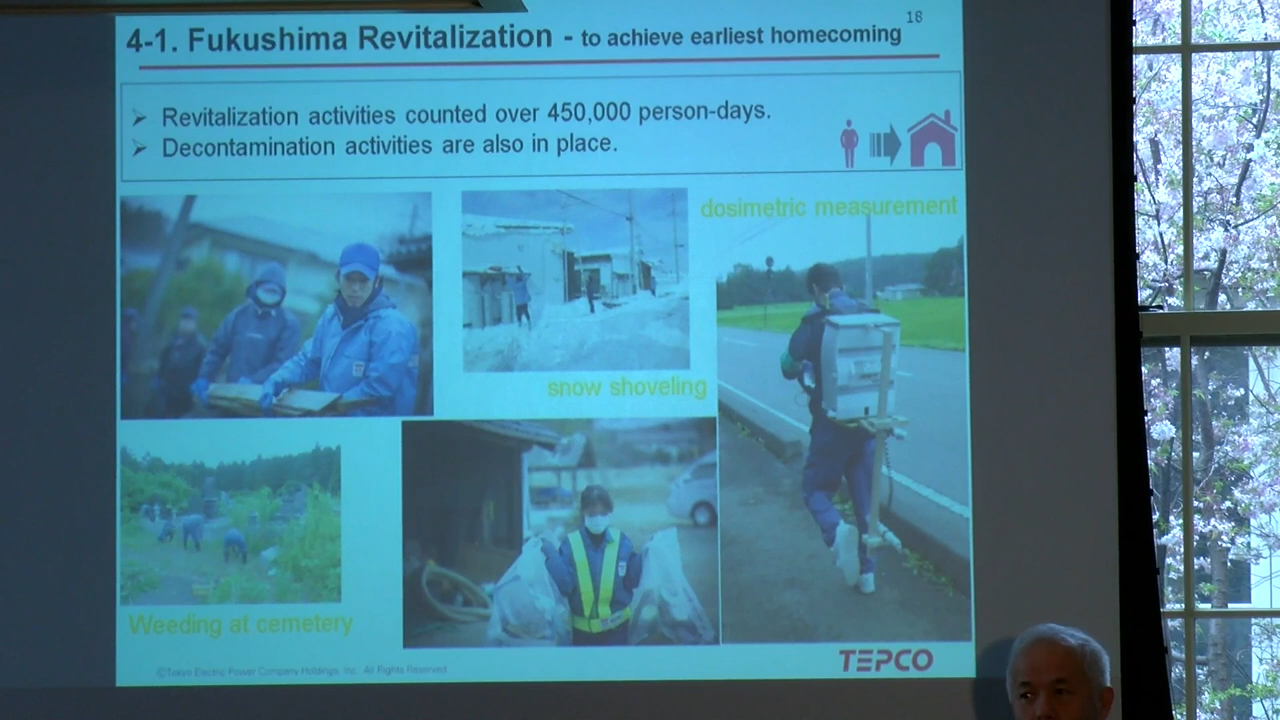 18
4-1. Fukushima Revitalization - to achieve earliest homecoming
➢ Revitalization activities counted over 450,000 person-days.
➢ Decontamination activities are also in place.
dosimetric measurement
snow shoveling
Weeding at cemetery
©Tokyo Electric Power Company Holdings, Inc. All Rights Reserved
TEPCO